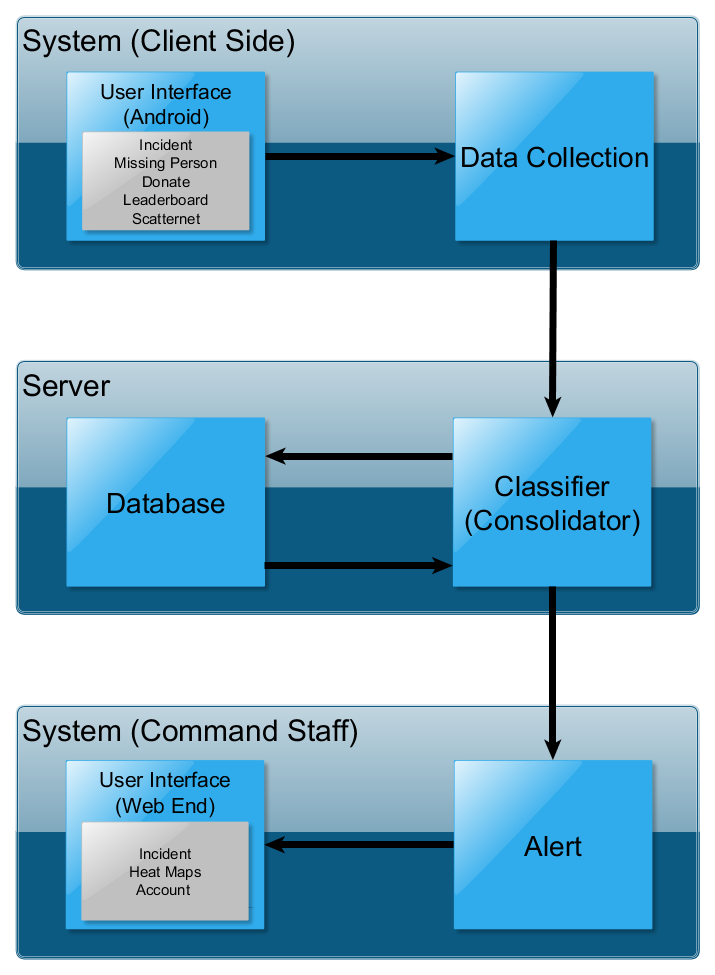 System (Client Side)
User Interface
(Android)
Incident
Missing Person
Donate
Leaderboard
Scatternet
Data Collection
Server
Database
Classifier
(Consolidator)
System (Command Staff)
User Interface
(Web End)
Incident
Heat Maps
Account
Alert